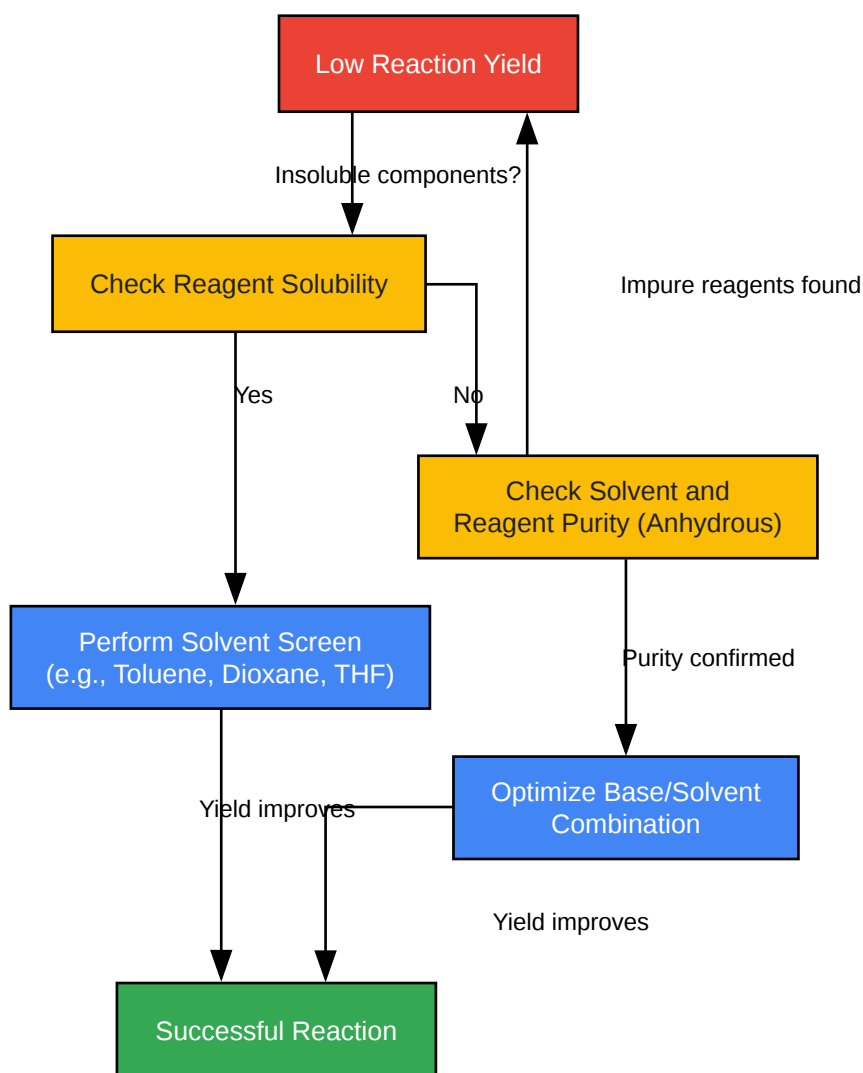 Low Reaction Yield
Insoluble components?
Check Reagent Solubility
Impure reagents found
Yes
No
Check Solvent and
Reagent Purity (Anhydrous)
Perform Solvent Screen
(e.g., Toluene, Dioxane, THF)
Purity confirmed
Optimize Base/Solvent
Combination
Yield improves
Yield improves
Successful Reaction